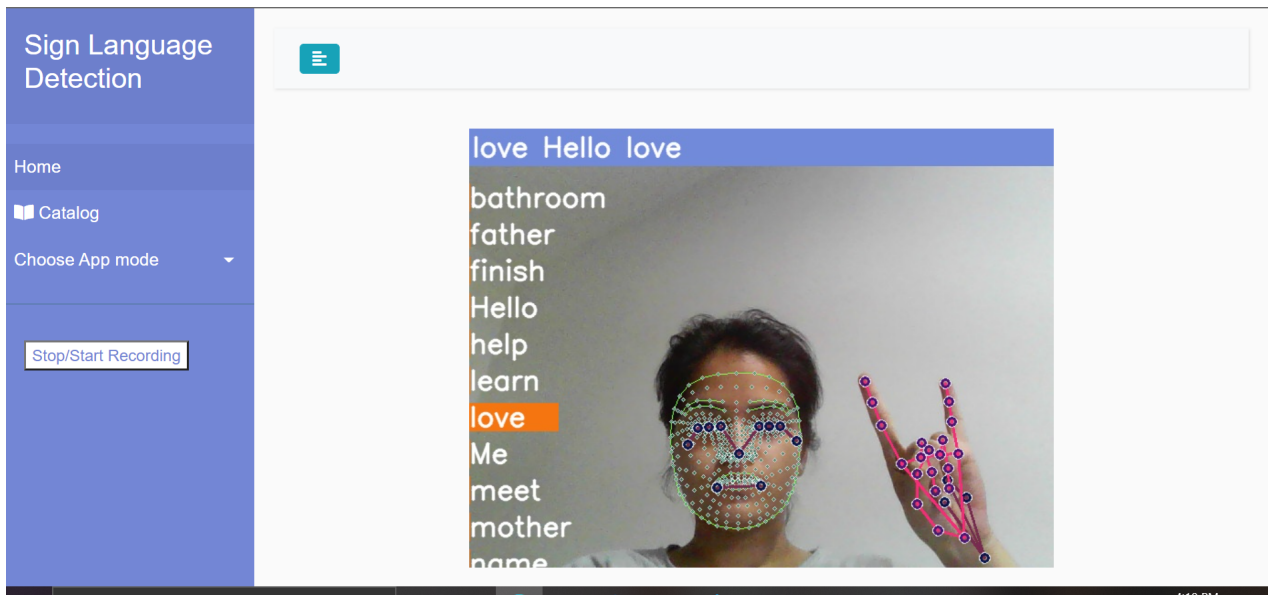 Sign Language
Detection
Home
Catalog
Choose App mode
Stop/Start Recording
love Hello love
bathroom
father
finish
Hello
help
learn
love
Me
meet
mother
name